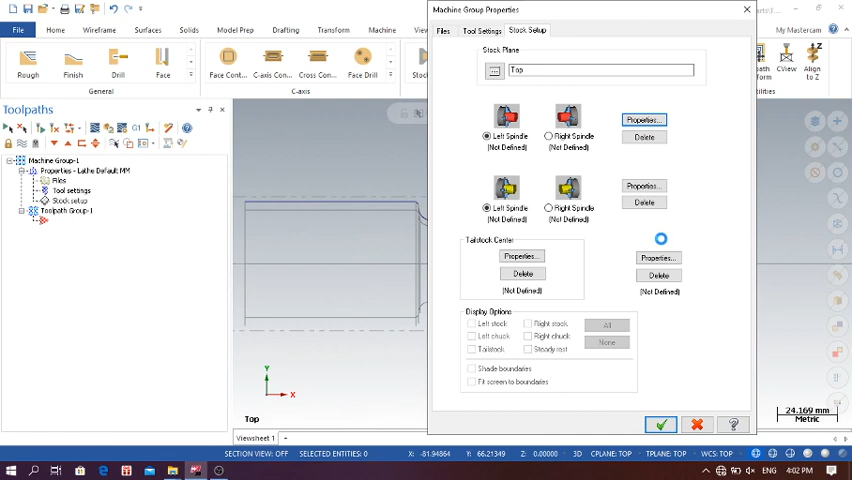 File Home Wireframe Surfaces Solids Model Prep Drafting Transform
My Mastercam
Rough Finish Drill Face
Face Cont... C-axis Cont... Cross Con... Face Drill
General
C-axis
CView
Align
to Z
Toolpaths
Machine Group-1
Properties - Lathe Default MM
Files
Tool settings
Stock setup
Toolpath Group-1
Machine Group Properties
Files Tool Settings Stock Setup
Stock Plane
... Top
Left Spindle Right Spindle
(Not Defined) (Not Defined)
Properties...
Delete
Left Spindle Right Spindle
(Not Defined) (Not Defined)
Properties...
Delete
Tailstock Center
Properties...
Delete
(Not Defined)
Properties...
Delete
(Not Defined)
Display Options
Left stock Right stock All
Left chuck Right chuck None
Tailstock Steady rest
Shade boundaries
Fit screen to boundaries
Y
X
Top
24.169 mm
Metric
Viewsheet 1 +
SECTION VIEW: OFF SELECTED ENTITIES: 0 X: -81.94864 Y: 66.21349 Z: 0.00000 3D CPLANE: TOP TPLANE: TOP WCS: TOP
ENG 4:02 PM